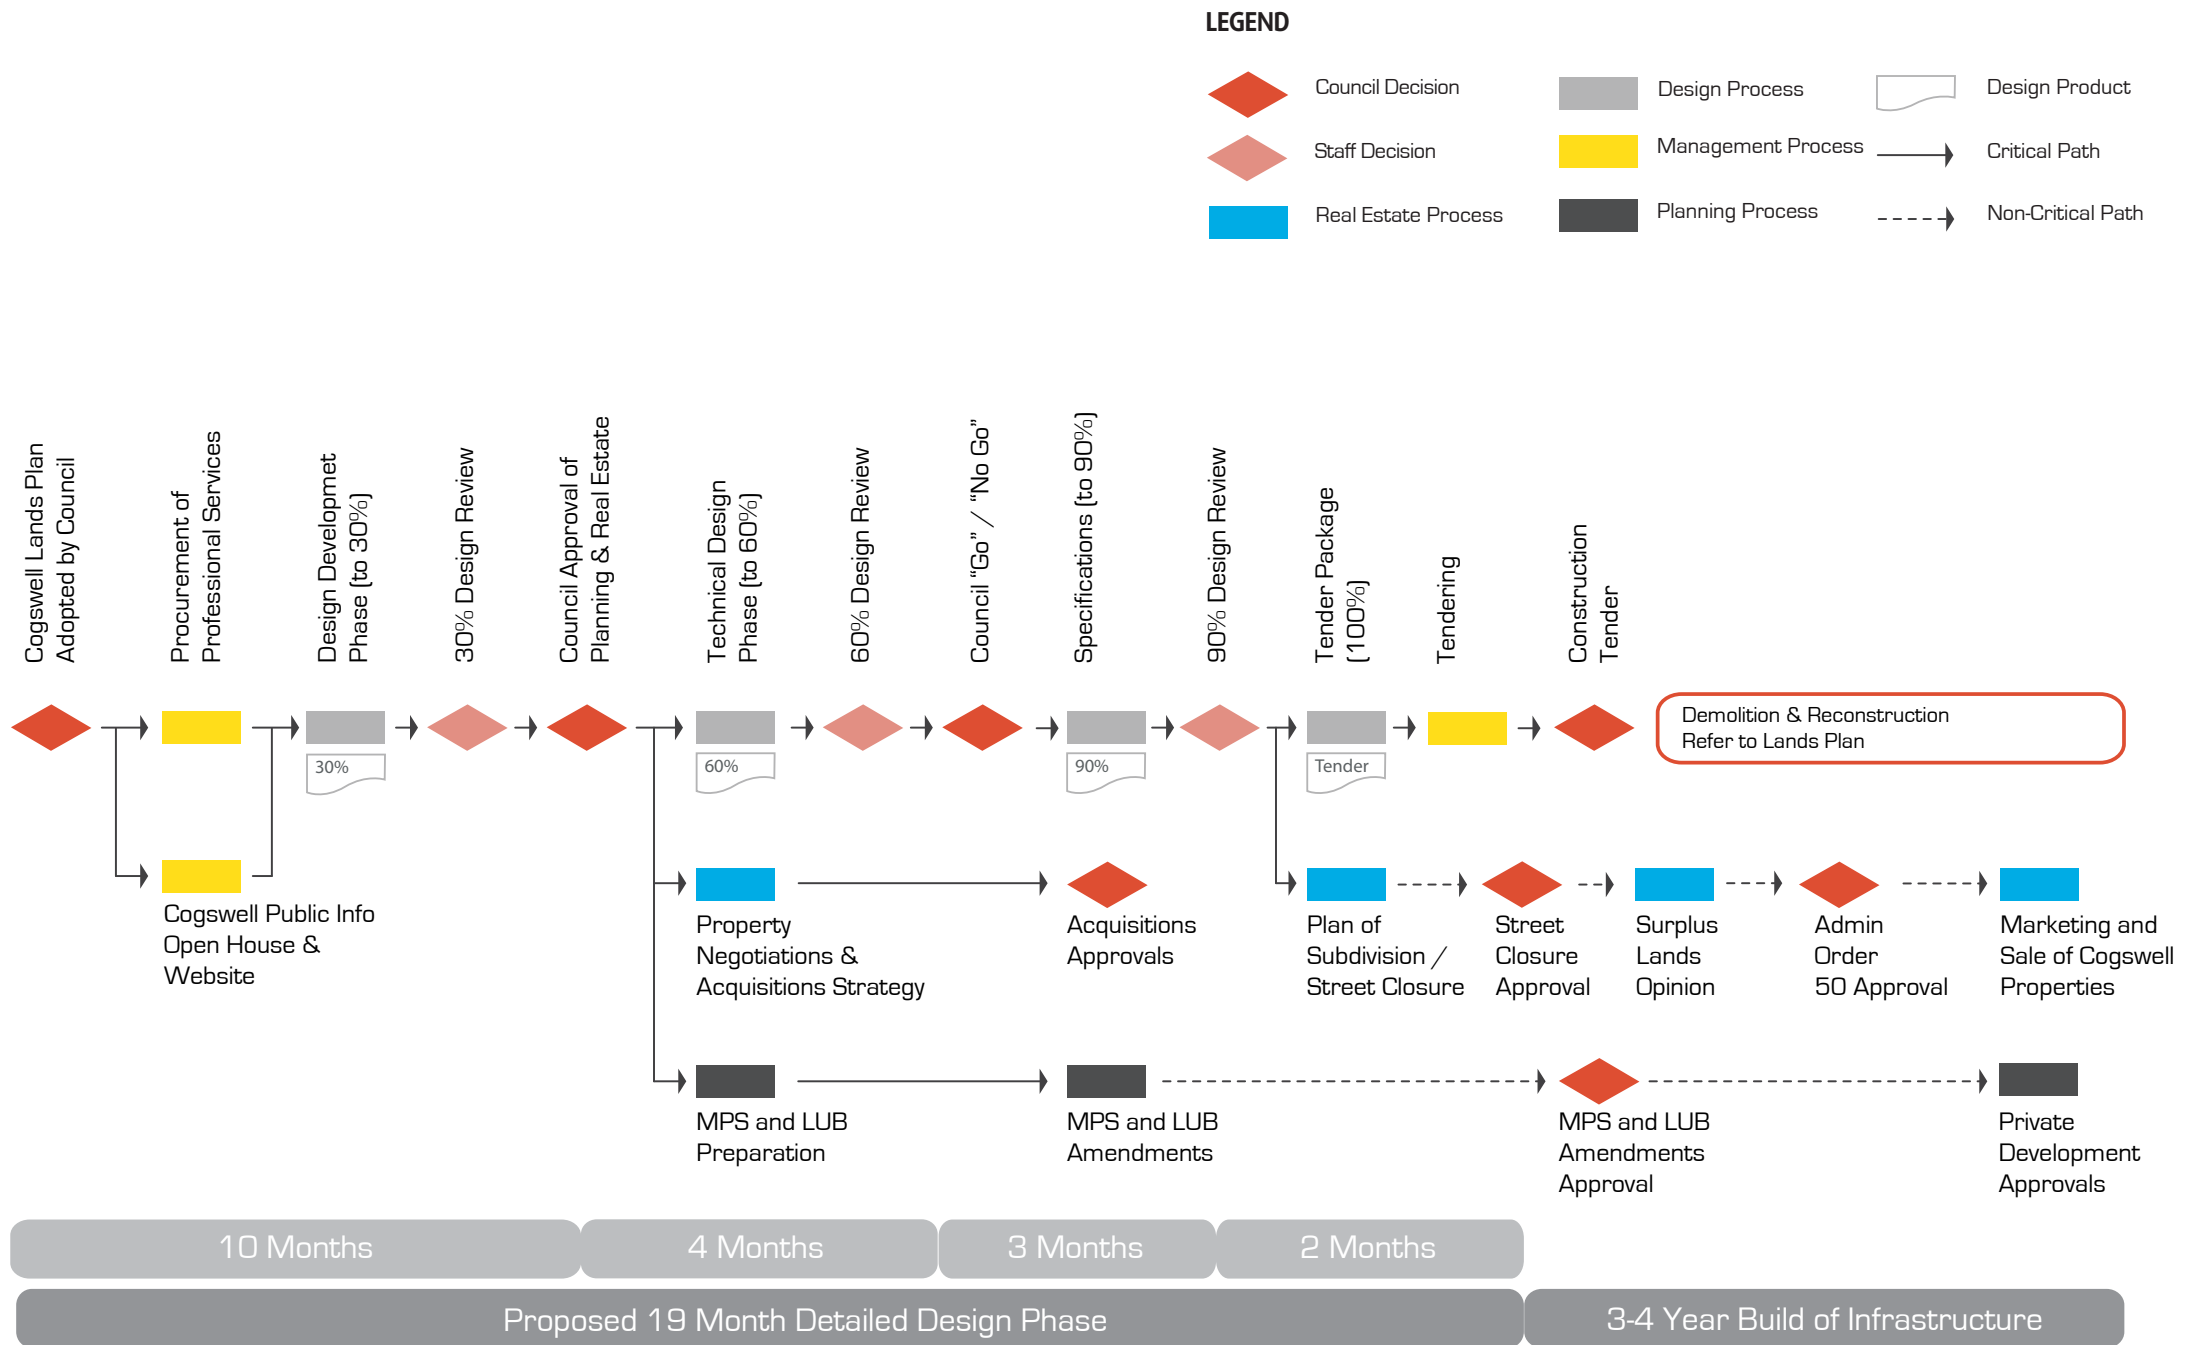 LEGEND
Council Decision
Staff Decision
Real Estate Process
Design Process
Management Process
Planning Process
Design Product
Critical Path
Non-Critical Path
Cogswell Lands Plan
Adopted by Council
Procurement of
Professional Services
Design Developmet
Phase (to 30%)
30% Design Review
Council Approval of
Planning & Real Estate
Technical Design
Phase (to 60%)
60% Design Review
Council “Go” / “No Go”
Specifications (to 90%)
90% Design Review
Tender Package
(100%)
Tendering
Construction
Tender
Demolition & Reconstruction
Refer to Lands Plan
30%
60%
90%
Tender
Cogswell Public Info
Open House &
Website
Property
Negotiations &
Acquisitions Strategy
Acquisitions
Approvals
Plan of
Subdivision /
Street Closure
Street
Closure
Approval
Surplus
Lands
Opinion
Admin
Order
50 Approval
Marketing and
Sale of Cogswell
Properties
MPS and LUB
Preparation
MPS and LUB
Amendments
MPS and LUB
Amendments
Approval
Private
Development
Approvals
10 Months
4 Months
3 Months
2 Months
Proposed 19 Month Detailed Design Phase
3-4 Year Build of Infrastructure